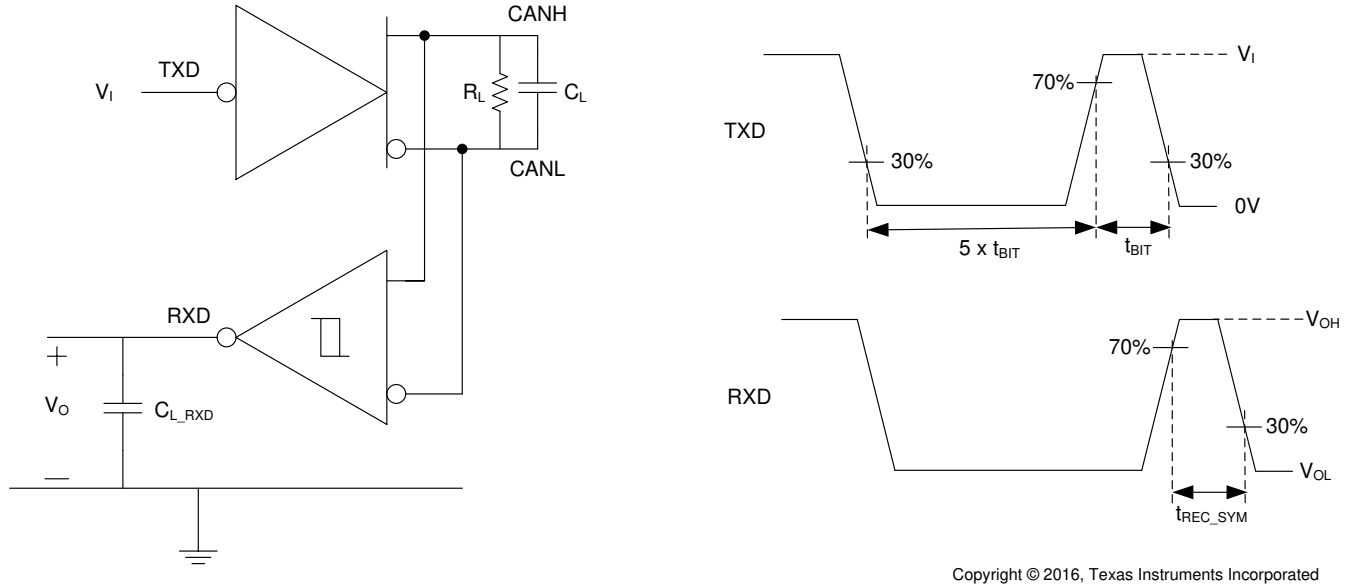 CANH
TXD
V_I
R_L
C_L
CANL
RXD
+
V_O
C_L_RXD
—
TXD
V_I
70%
30%
30%
0V
5 x t_BIT
t_BIT
RXD
V_OH
70%
30%
V_OL
t_REC_SYM
Copyright © 2016, Texas Instruments Incorporated